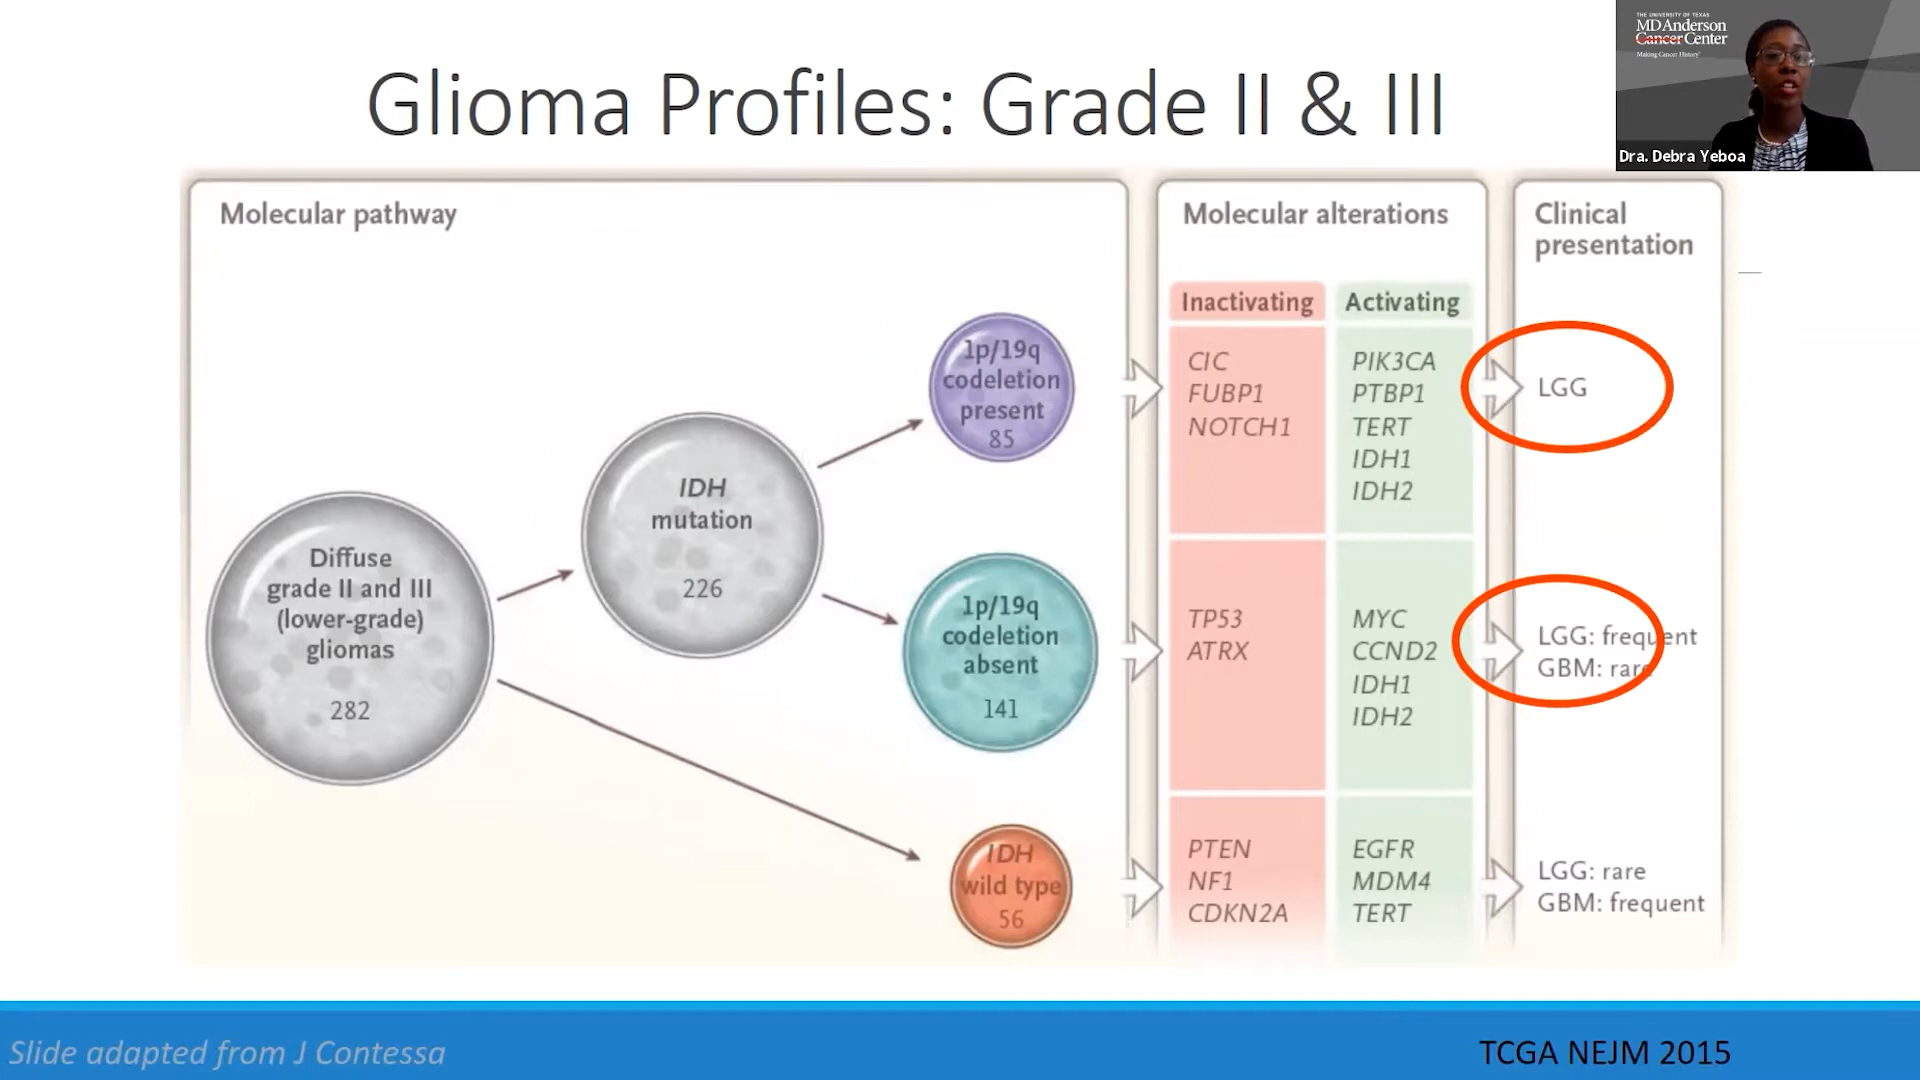 Glioma Profiles: Grade II & III
THE UNIVERSITY OF TEXAS
MDAnderson
Cancer Center
Making Cancer History®
Dra. Debra Yeboa
Molecular pathway
Diffuse
grade II and III
(lower-grade)
gliomas
282
IDH
mutation
226
1p/19q
codeletion
present
85
1p/19q
codeletion
absent
141
IDH
wild type
56
Molecular alterations
Inactivating
CIC
FUBP1
NOTCH1
TP53
ATRX
PTEN
NF1
CDKN2A
Activating
PIK3CA
PTBP1
TERT
IDH1
IDH2
MYC
CCND2
IDH1
IDH2
EGFR
MDM4
TERT
Clinical
presentation
LGG
LGG: frequent
GBM: rare
LGG: rare
GBM: frequent
Slide adapted from J Contessa
TCGA NEJM 2015